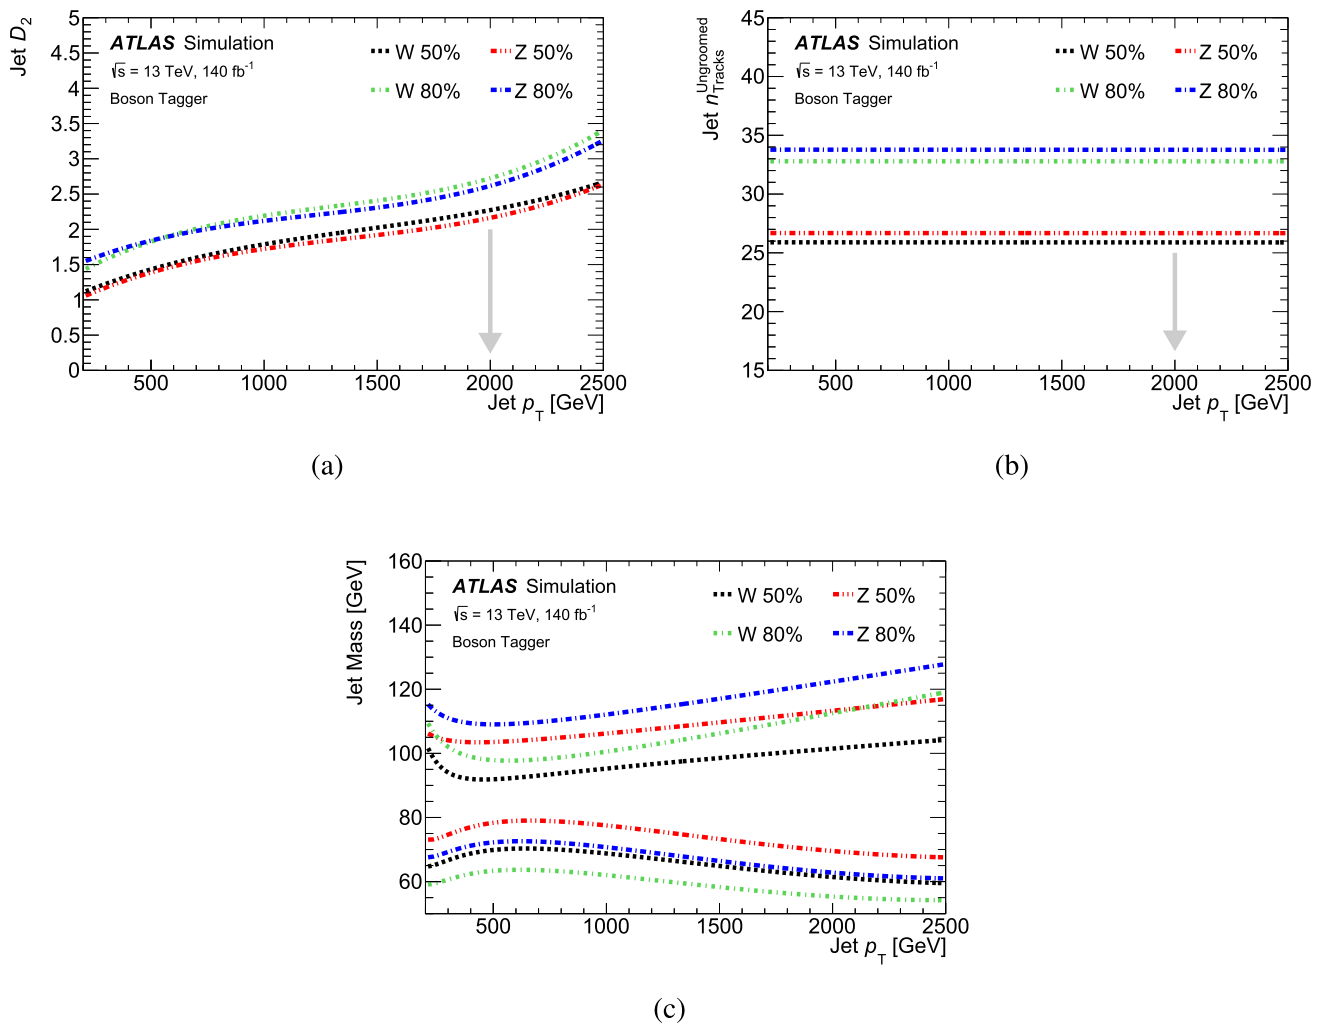 Jet D2
5
4.5
4
3.5
3
2.5
2
1.5
1
0.5
0
ATLAS Simulation
√s = 13 TeV, 140 fb-1
Boson Tagger
W 50%
Z 50%
W 80%
Z 80%
500
1000
1500
2000
2500
Jet pT [GeV]
(a)
Jet nUngroomedTracks
45
40
35
30
25
20
15
ATLAS Simulation
√s = 13 TeV, 140 fb-1
Boson Tagger
W 50%
Z 50%
W 80%
Z 80%
500
1000
1500
2000
2500
Jet pT [GeV]
(b)
Jet Mass [GeV]
160
140
120
100
80
60
ATLAS Simulation
√s = 13 TeV, 140 fb-1
Boson Tagger
W 50%
Z 50%
W 80%
Z 80%
500
1000
1500
2000
2500
Jet pT [GeV]
(c)